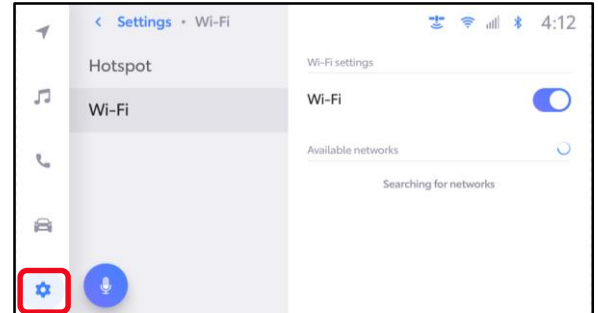 < Settings • Wi-Fi
4:12
Hotspot
Wi-Fi
Wi-Fi settings
Wi-Fi
Available networks
Searching for networks